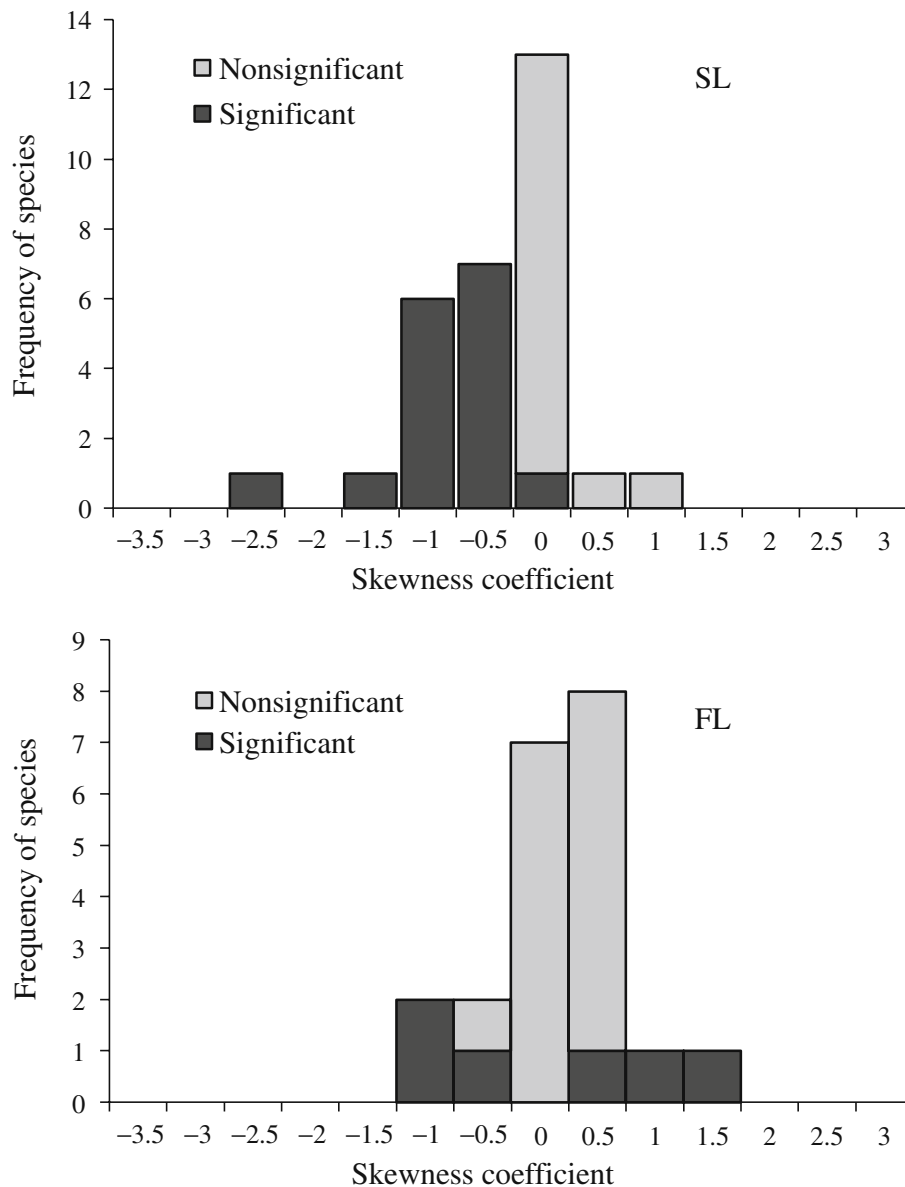 14
Nonsignificant
SL
12
Significant
10
8
6
4
2
0
Frequency of species
−3.5 −3 −2.5 −2 −1.5 −1 −0.5 0 0.5 1 1.5 2 2.5 3
Skewness coefficient
9
8
Nonsignificant
FL
7
Significant
6
5
4
3
2
1
0
Frequency of species
−3.5 −3 −2.5 −2 −1.5 −1 −0.5 0 0.5 1 1.5 2 2.5 3
Skewness coefficient